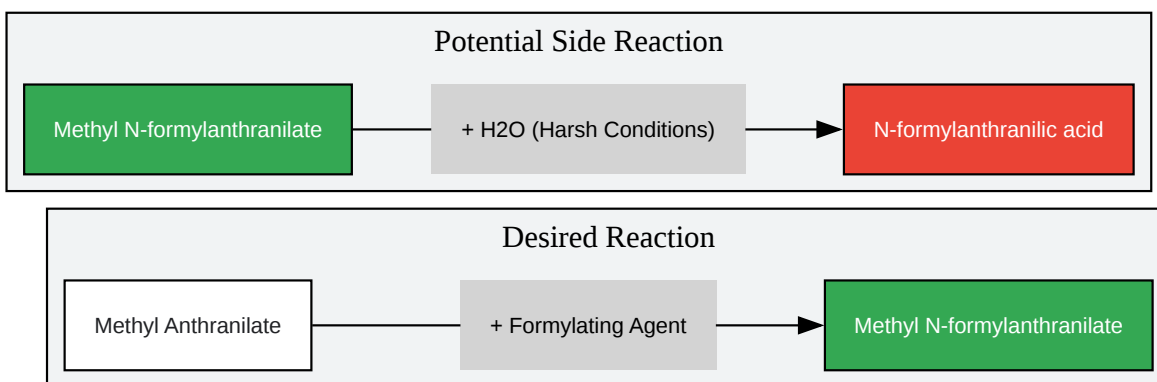 Potential Side Reaction
Methyl N-formylanthranilate
+ H2O (Harsh Conditions)
N-formylanthranilic acid
Desired Reaction
Methyl Anthranilate
+ Formylating Agent
Methyl N-formylanthranilate